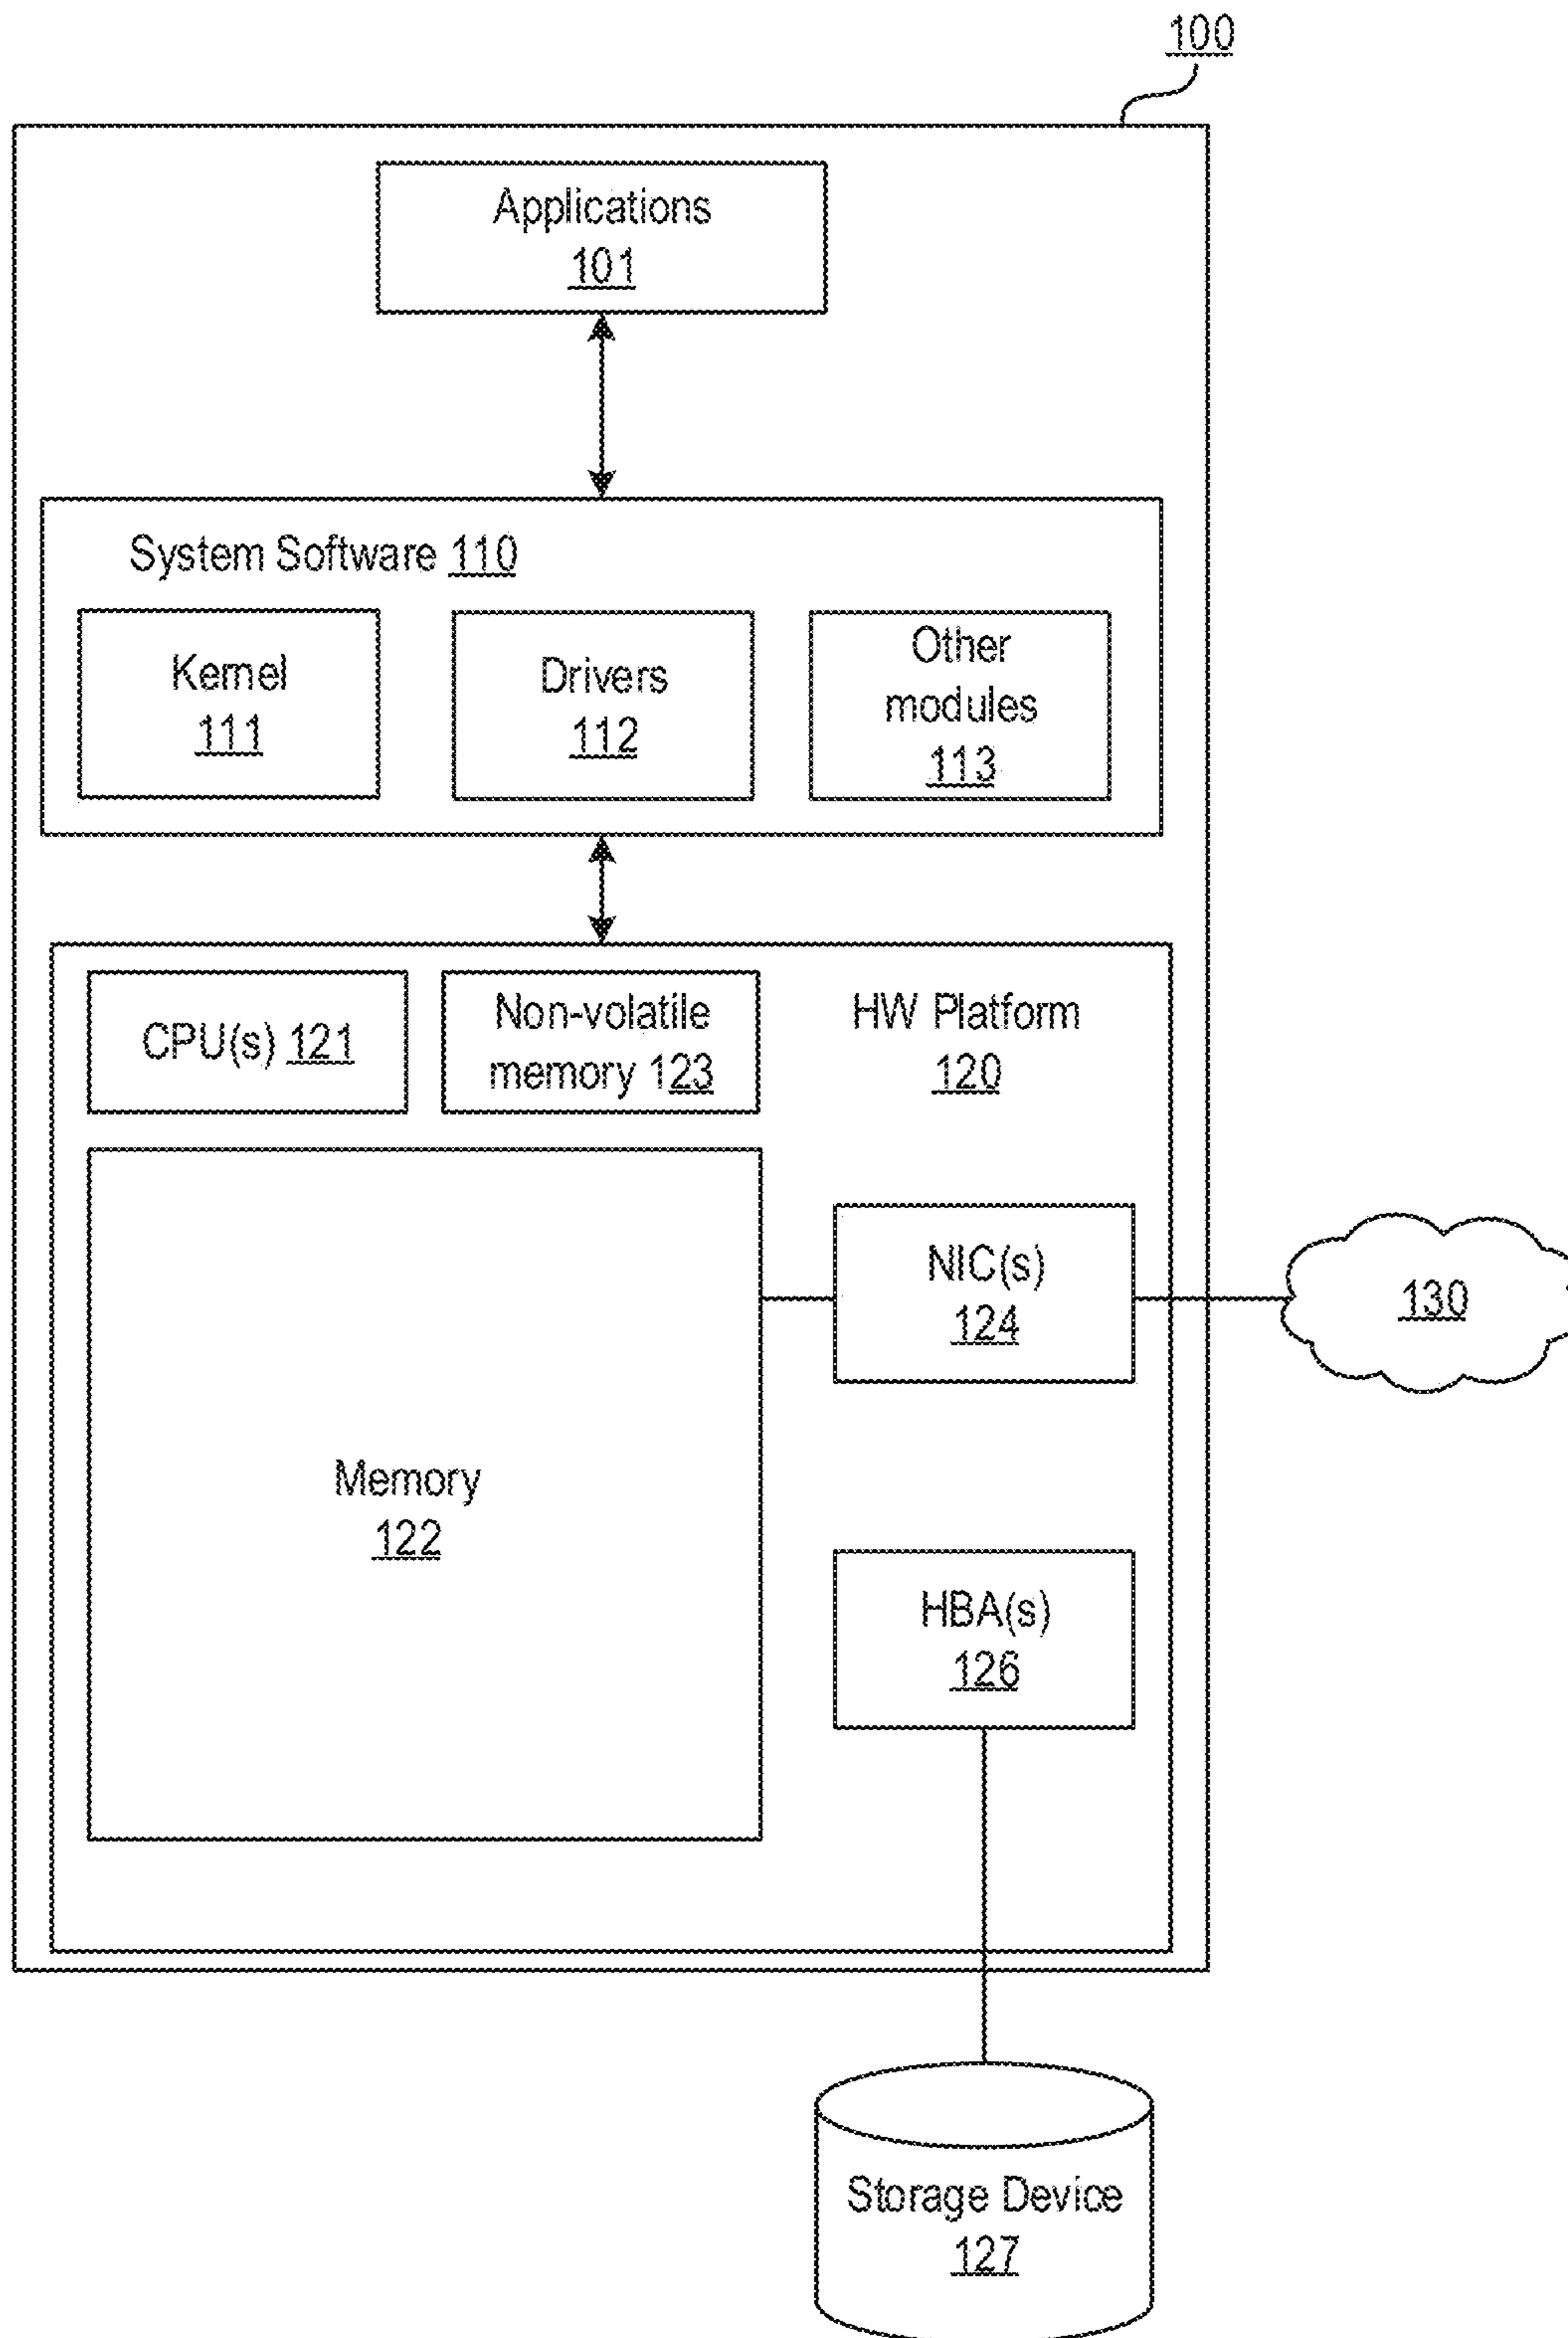 100
Applications
101
System Software 110
Kernel
111
Drivers
112
Other
modules
113
CPU(s) 121
Non-volatile
memory 123
HW Platform
120
NIC(s)
124
130
Memory
122
HBA(s)
126
Storage Device
127